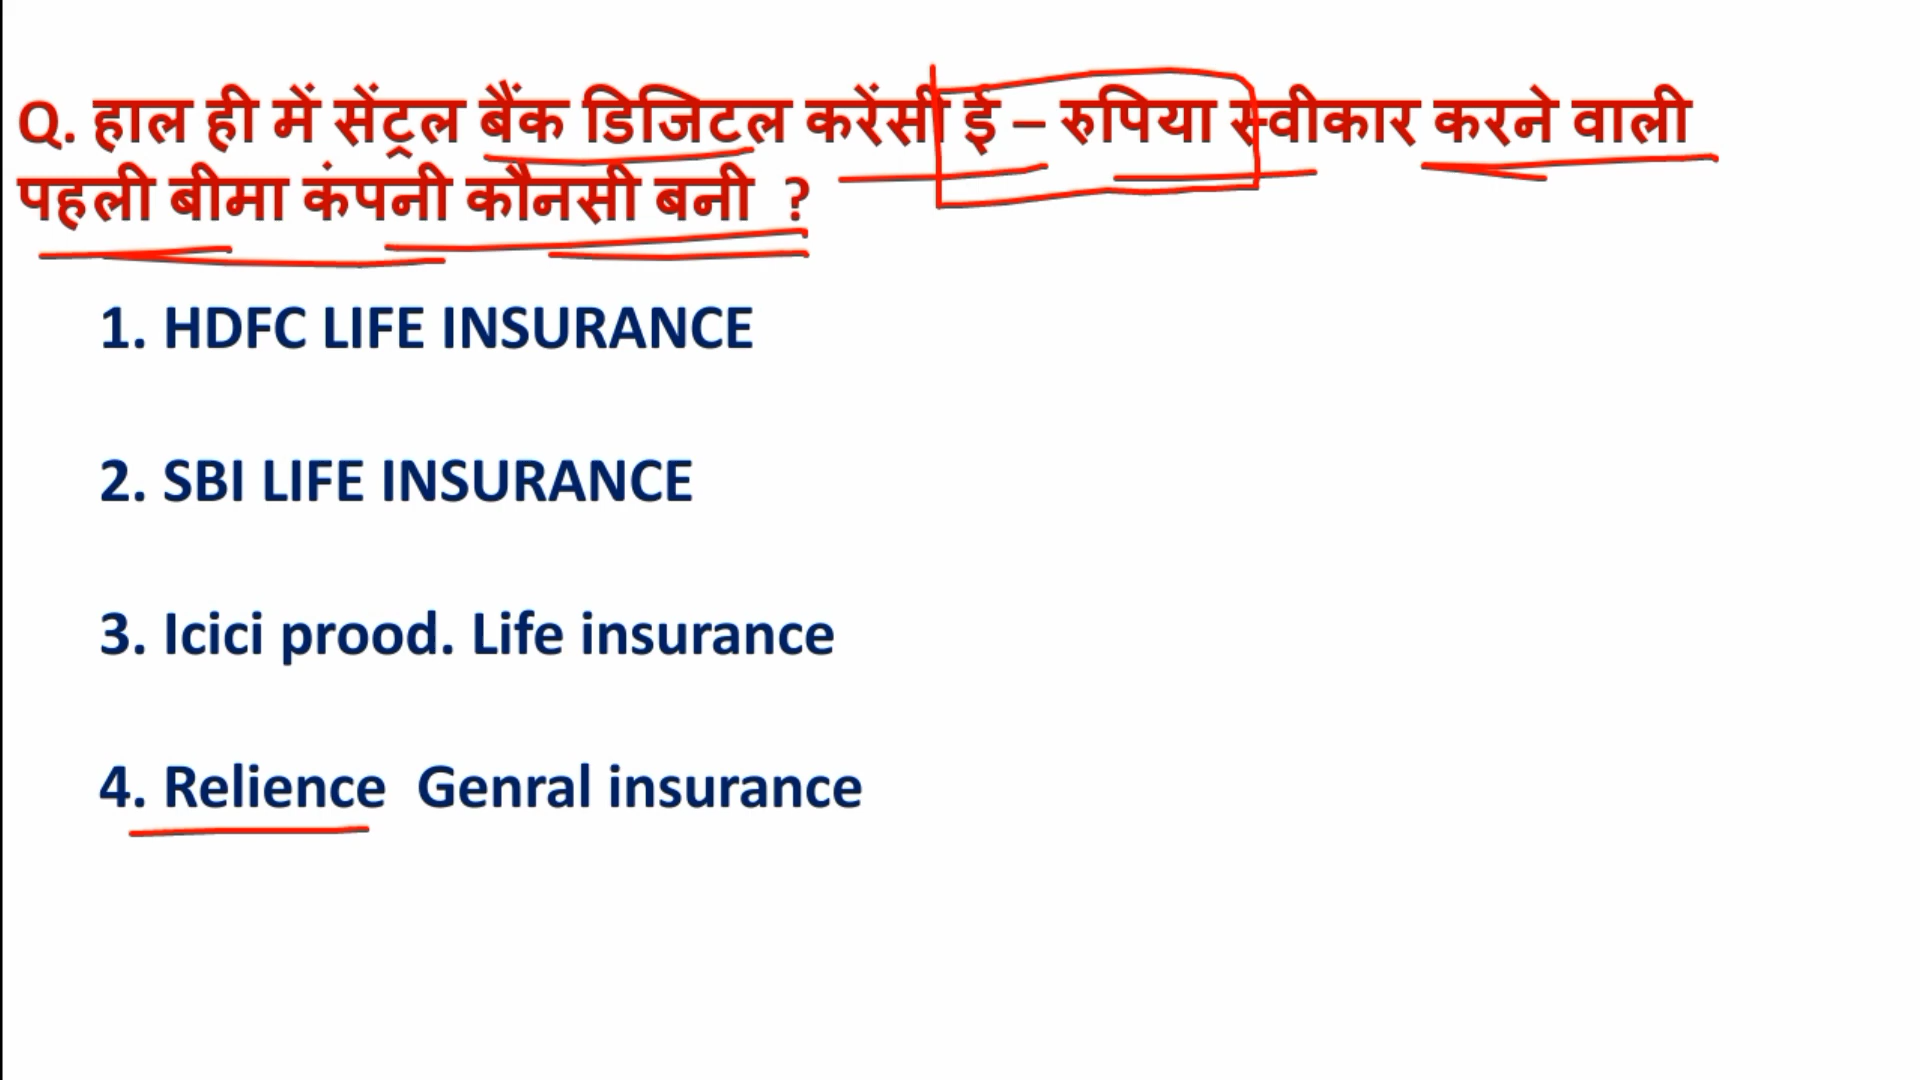 Q. हाल ही में सेंट्रल बैंक डिजिटल करेंसी ई – रुपिया स्वीकार करने वाली
पहली बीमा कंपनी कौनसी बनी ?
1. HDFC LIFE INSURANCE
2. SBI LIFE INSURANCE
3. Icici prood. Life insurance
4. Relience Genral insurance